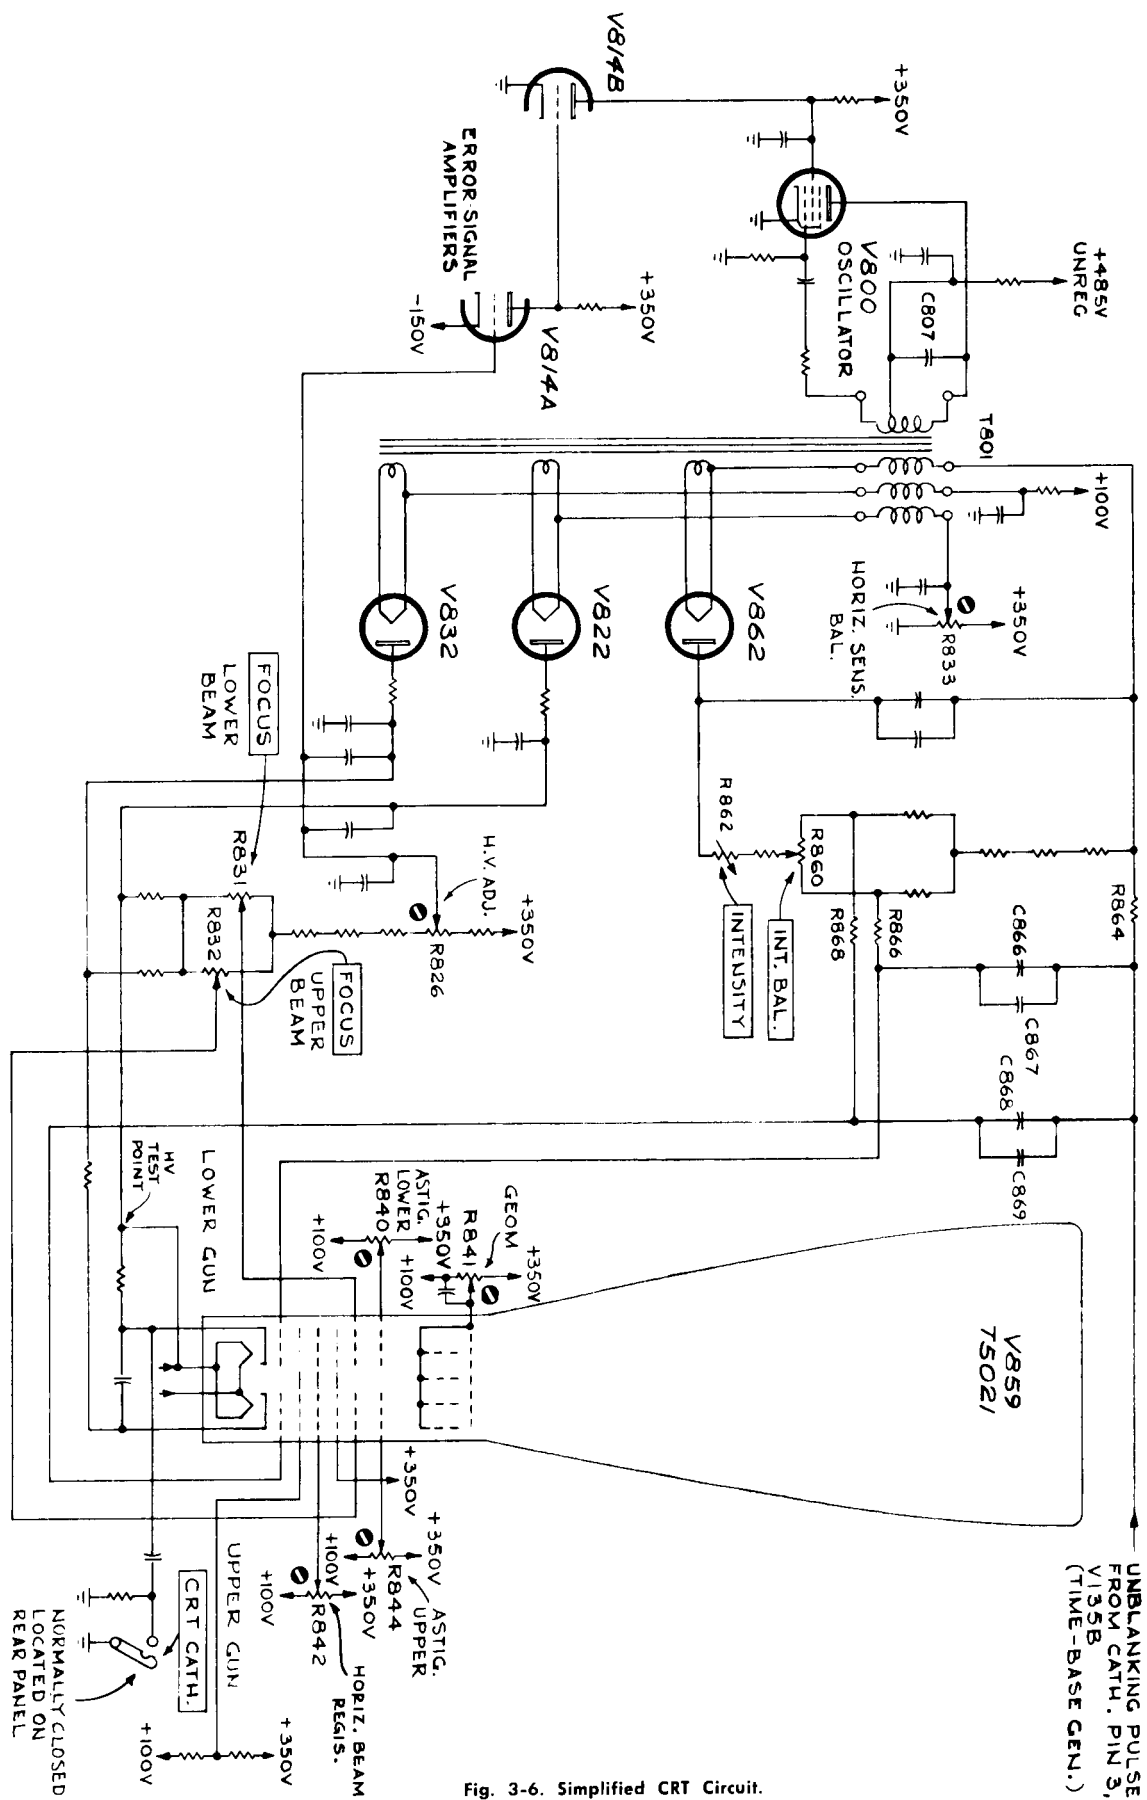 V814B
+350V
ERROR-SIGNAL
AMPLIFIERS
-150V
V814A
+350V
V800
OSCILLATOR
+485V
UNREG
C807
T801
+100V
+350V
R833
HORIZ. SENS.
BAL.
V832
V822
V862
FOCUS
LOWER
BEAM
R831
R832
FOCUS
UPPER
BEAM
H.V. ADJ.
+350V
R826
R862
INTENSITY
R860
INT. BAL.
R868
R866
R864
C866
C867
C868
C869
HV
TEST
POINT
LOWER GUN
ASTIG.
LOWER
R840
+100V
+350V
GEOM
R841
+100V
+350V
V859
T5021
UNBLANKING PULSE
FROM CATH. PIN 3,
V135B
(TIME-BASE GEN.)
+350V
+350V
ASTIG.
UPPER
R844
+100V
+350V
R842
+100V
HORIZ. BEAM
REGIS.
UPPER GUN
CRT CATH.
NORMALLY CLOSED
LOCATED ON
REAR PANEL
+100V
+350V
Fig. 3-6. Simplified CRT Circuit.